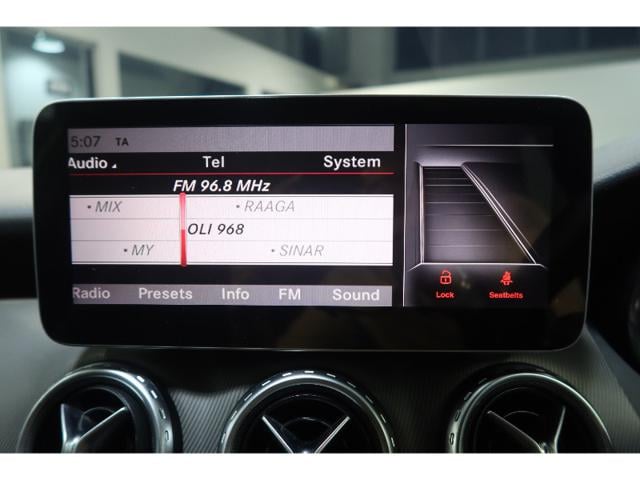 5:07 TA
Audio Tel System
FM 96.8 MHz
• MIX • RAAGA
OLI 968
• MY • SINAR
Radio Presets Info FM Sound
Lock Seatbelts